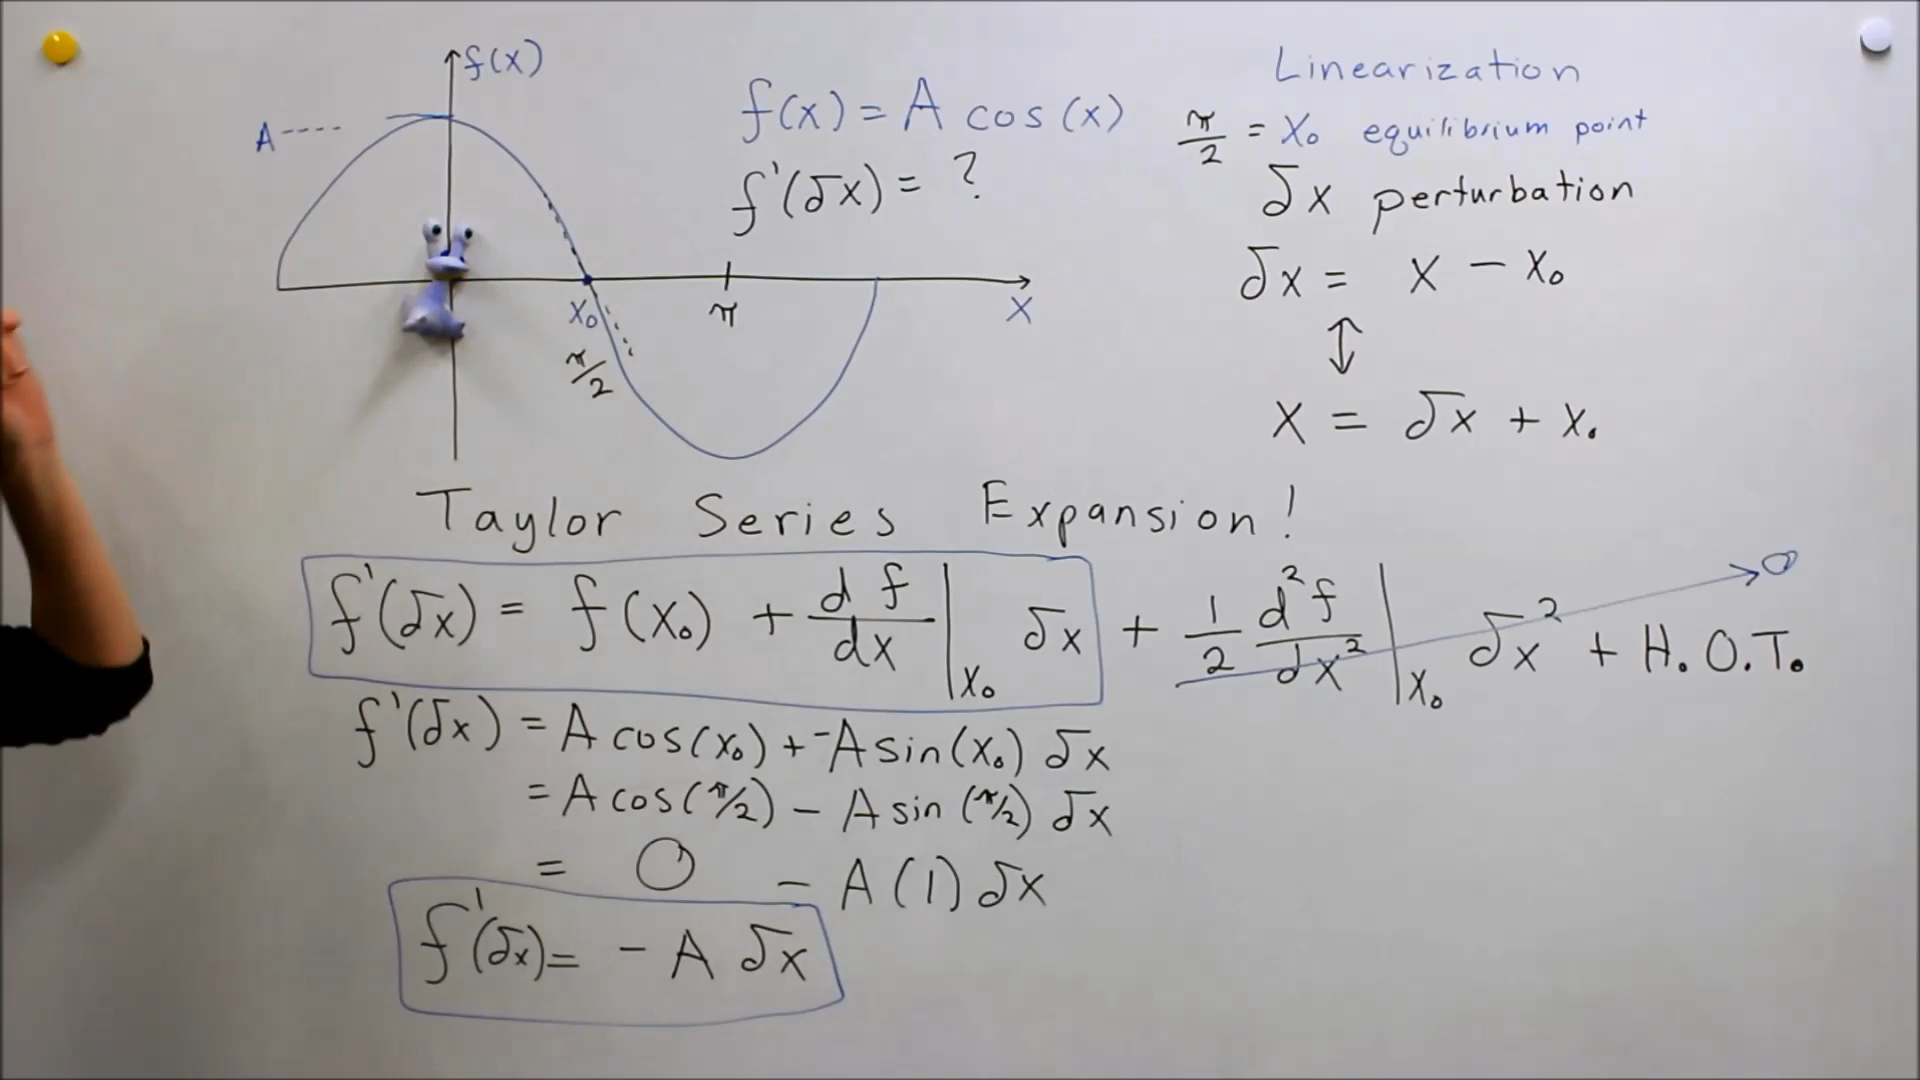 f(x)
A
x₀
π/2
π
x
f(x) = A cos(x)
f'(δx) = ?
Linearization
π/2 = x₀ equilibrium point
δx perturbation
δx = x − x₀
↕
x = δx + x₀
Taylor Series Expansion!
f'(δx) = f(x₀) + df/dx |x₀ δx + 1/2 d²f/dx² |x₀ δx² + H.O.T. → 0
f'(δx) = A cos(x₀) + -A sin(x₀) δx
= A cos(π/2) − A sin(π/2) δx
= 0 − A(1) δx
f'(δx) = − A δx